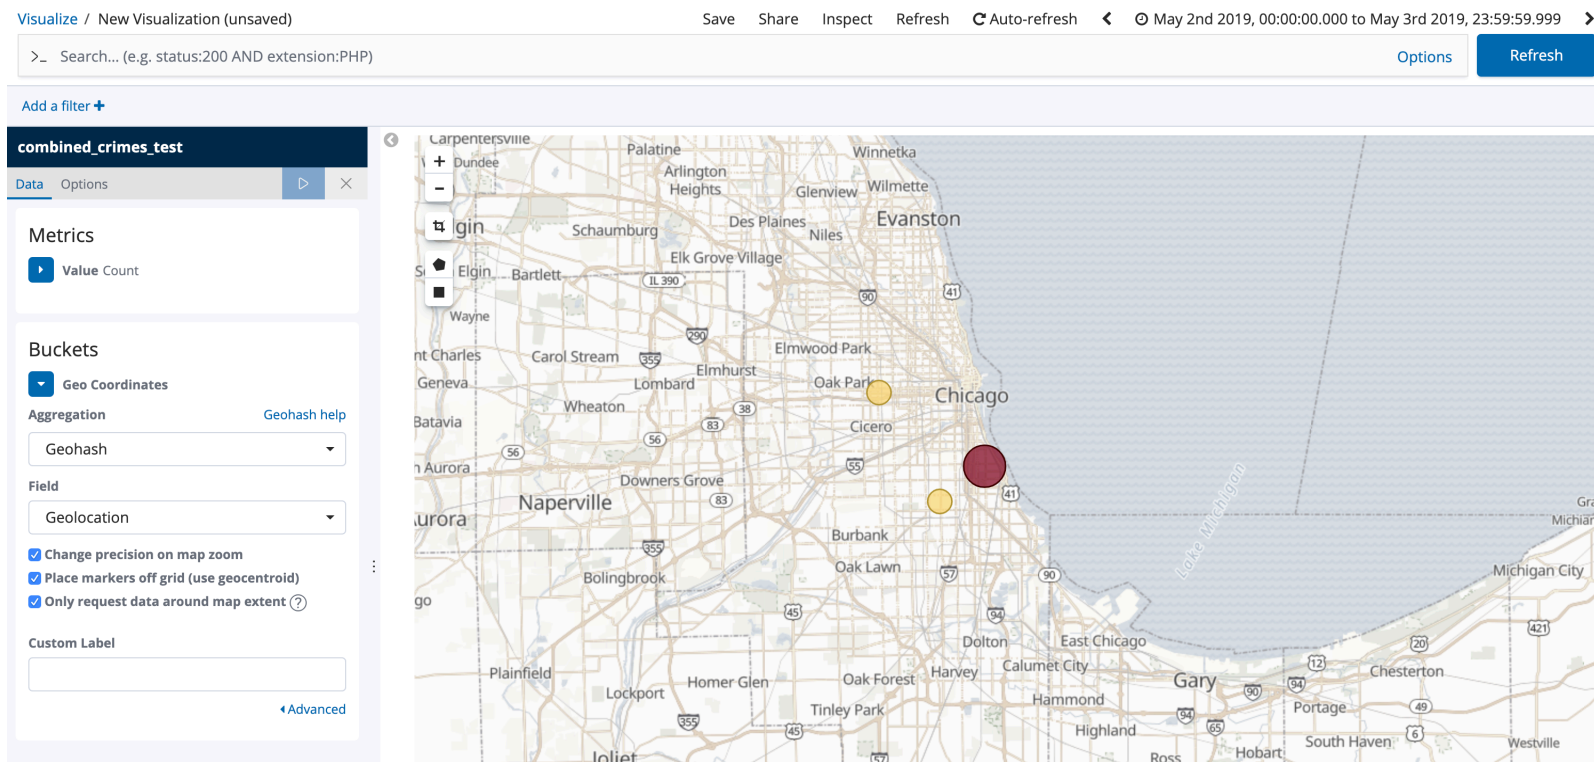 Visualize / New Visualization (unsaved)
Save Share Inspect Refresh Auto-refresh May 2nd 2019, 00:00:00.000 to May 3rd 2019, 23:59:59.999
>_ Search... (e.g. status:200 AND extension:PHP) Options Refresh
Add a filter +
combined_crimes_test
Data Options
Metrics
Value Count
Buckets
Geo Coordinates
Aggregation Geohash help
Geohash
Field
Geolocation
Change precision on map zoom
Place markers off grid (use geocentroid)
Only request data around map extent ?
Custom Label
Advanced
+
−
Carpentersville
Dundee
Palatine
Winnetka
Arlington
Heights
Glenview
Wilmette
Evanston
Des Plaines
Niles
gin
Schaumburg
Elk Grove Village
Elgin
Bartlett
IL 390
90
41
Wayne
290
nt Charles
Carol Stream
355
Elmwood Park
Elmhurst
Geneva
Lombard
Oak Park
Chicago
Wheaton
38
83
Batavia
Cicero
56
56
n Aurora
55
Downers Grove
83
41
Naperville
urora
Burbank
355
Oak Lawn
57
90
Bolingbrook
go
45
94
Lake Michigan
Gra
Michian
Michigan City
421
Dolton
East Chicago
20
Plainfield
Homer Glen
Oak Forest
Harvey
Calumet City
12
Chesterton
Lockport
Gary
90
94
Hammond
Portage
49
355
Tinley Park
94
65
45
Highland
South Haven
6
Westville
Joliet
57
Ross
Hobart